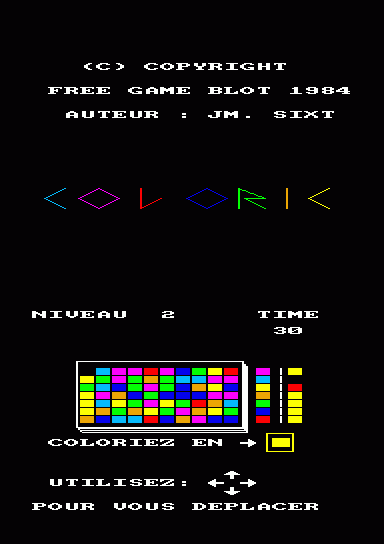 (C) COPYRIGHT
FREE GAME BLOT 1984
AUTEUR : JM. SIXT
COLORIC
NIVEAU 2 TIME
30
COLORIEZ EN
UTILISEZ:
POUR VOUS DEPLACER